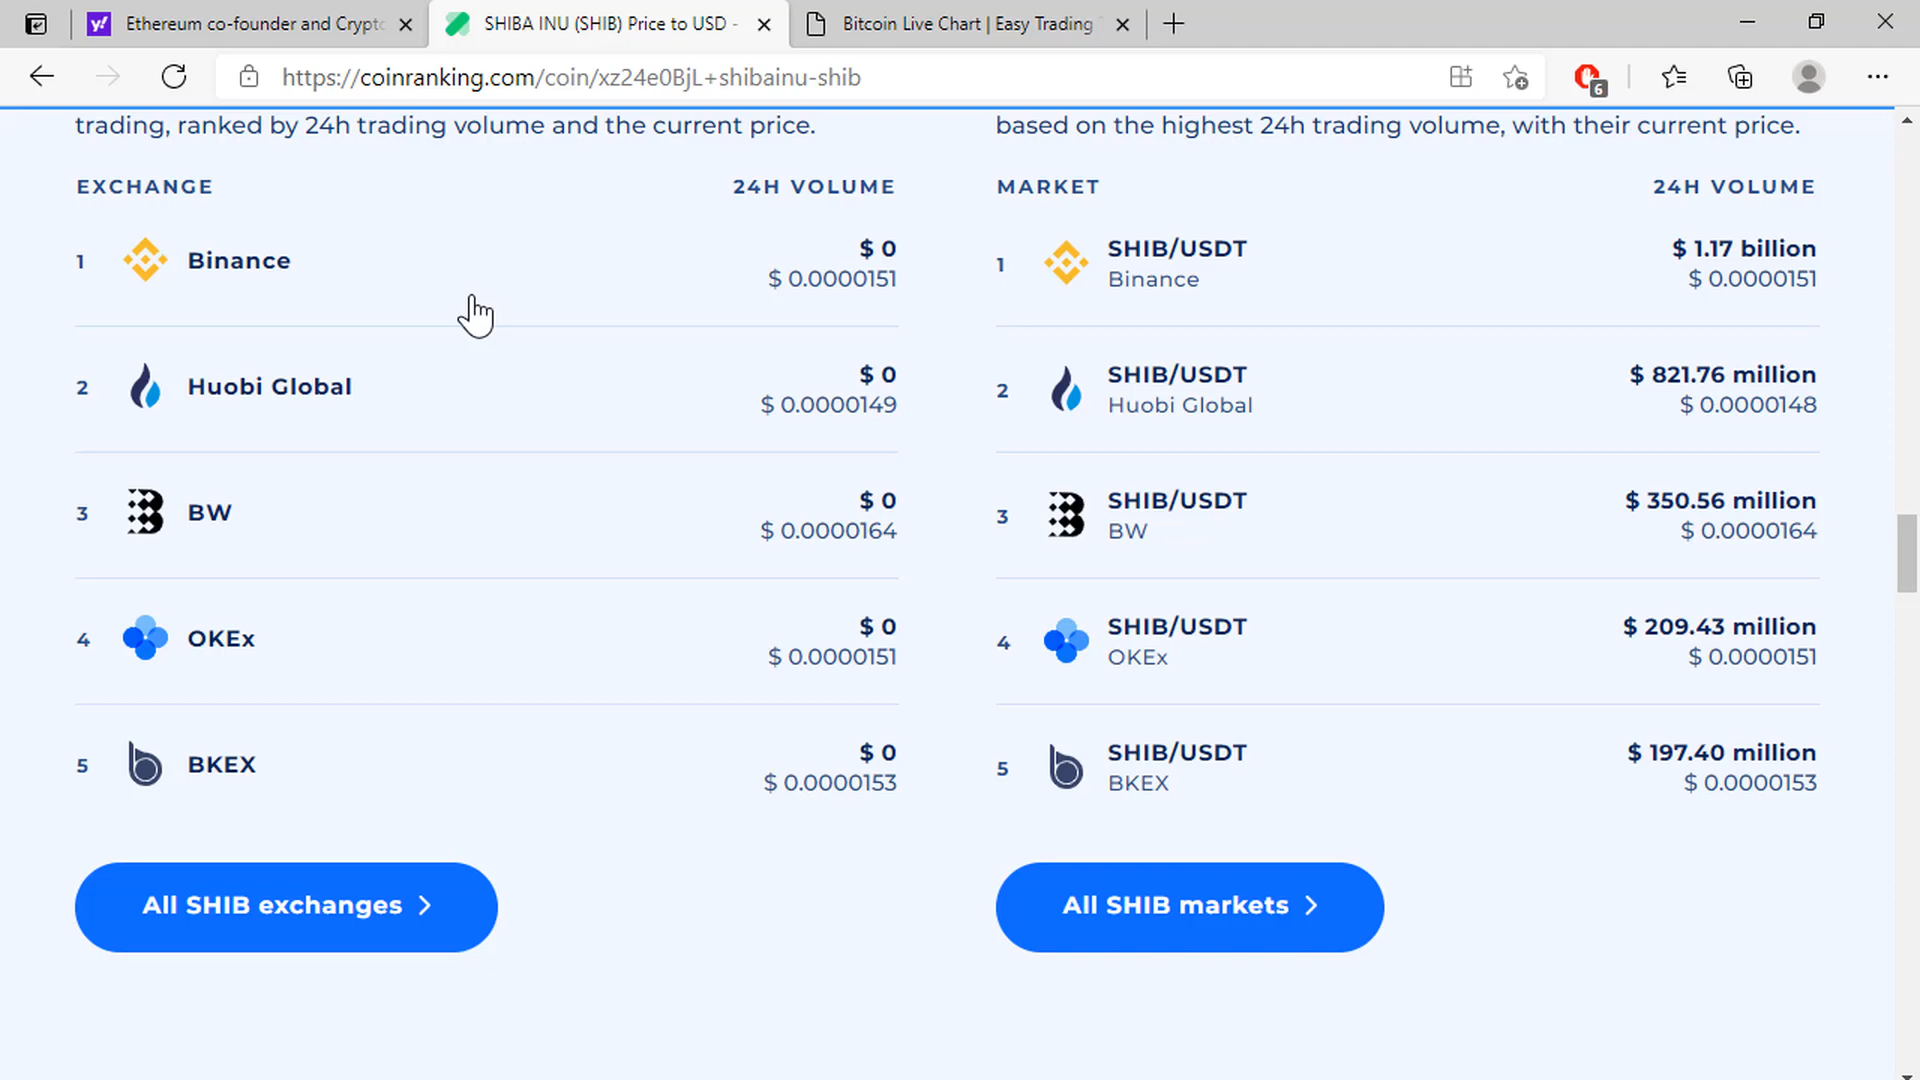 Ethereum co-founder and Crypto
SHIBA INU (SHIB) Price to USD -
Bitcoin Live Chart | Easy Trading
https://coinranking.com/coin/xz24e0BjL+shibainu-shib
6
trading, ranked by 24h trading volume and the current price.
EXCHANGE 24H VOLUME
1 Binance $ 0
$ 0.0000151
2 Huobi Global $ 0
$ 0.0000149
3 BW $ 0
$ 0.0000164
4 OKEx $ 0
$ 0.0000151
5 BKEX $ 0
$ 0.0000153
All SHIB exchanges
based on the highest 24h trading volume, with their current price.
MARKET 24H VOLUME
1 SHIB/USDT $ 1.17 billion
Binance $ 0.0000151
2 SHIB/USDT $ 821.76 million
Huobi Global $ 0.0000148
3 SHIB/USDT $ 350.56 million
BW $ 0.0000164
4 SHIB/USDT $ 209.43 million
OKEx $ 0.0000151
5 SHIB/USDT $ 197.40 million
BKEX $ 0.0000153
All SHIB markets